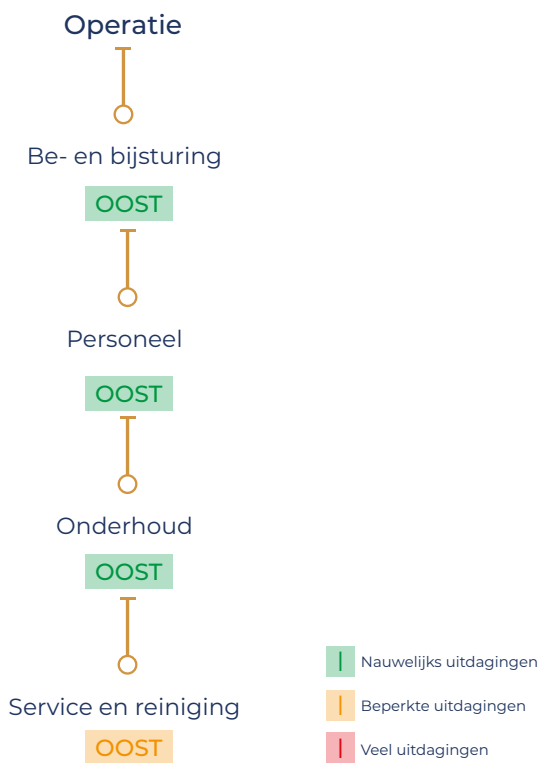 Operatie
Be- en bijsturing
OOST
Personeel
OOST
Onderhoud
OOST
Service en reiniging
OOST
Nauwelijks uitdagingen
Beperkte uitdagingen
Veel uitdagingen